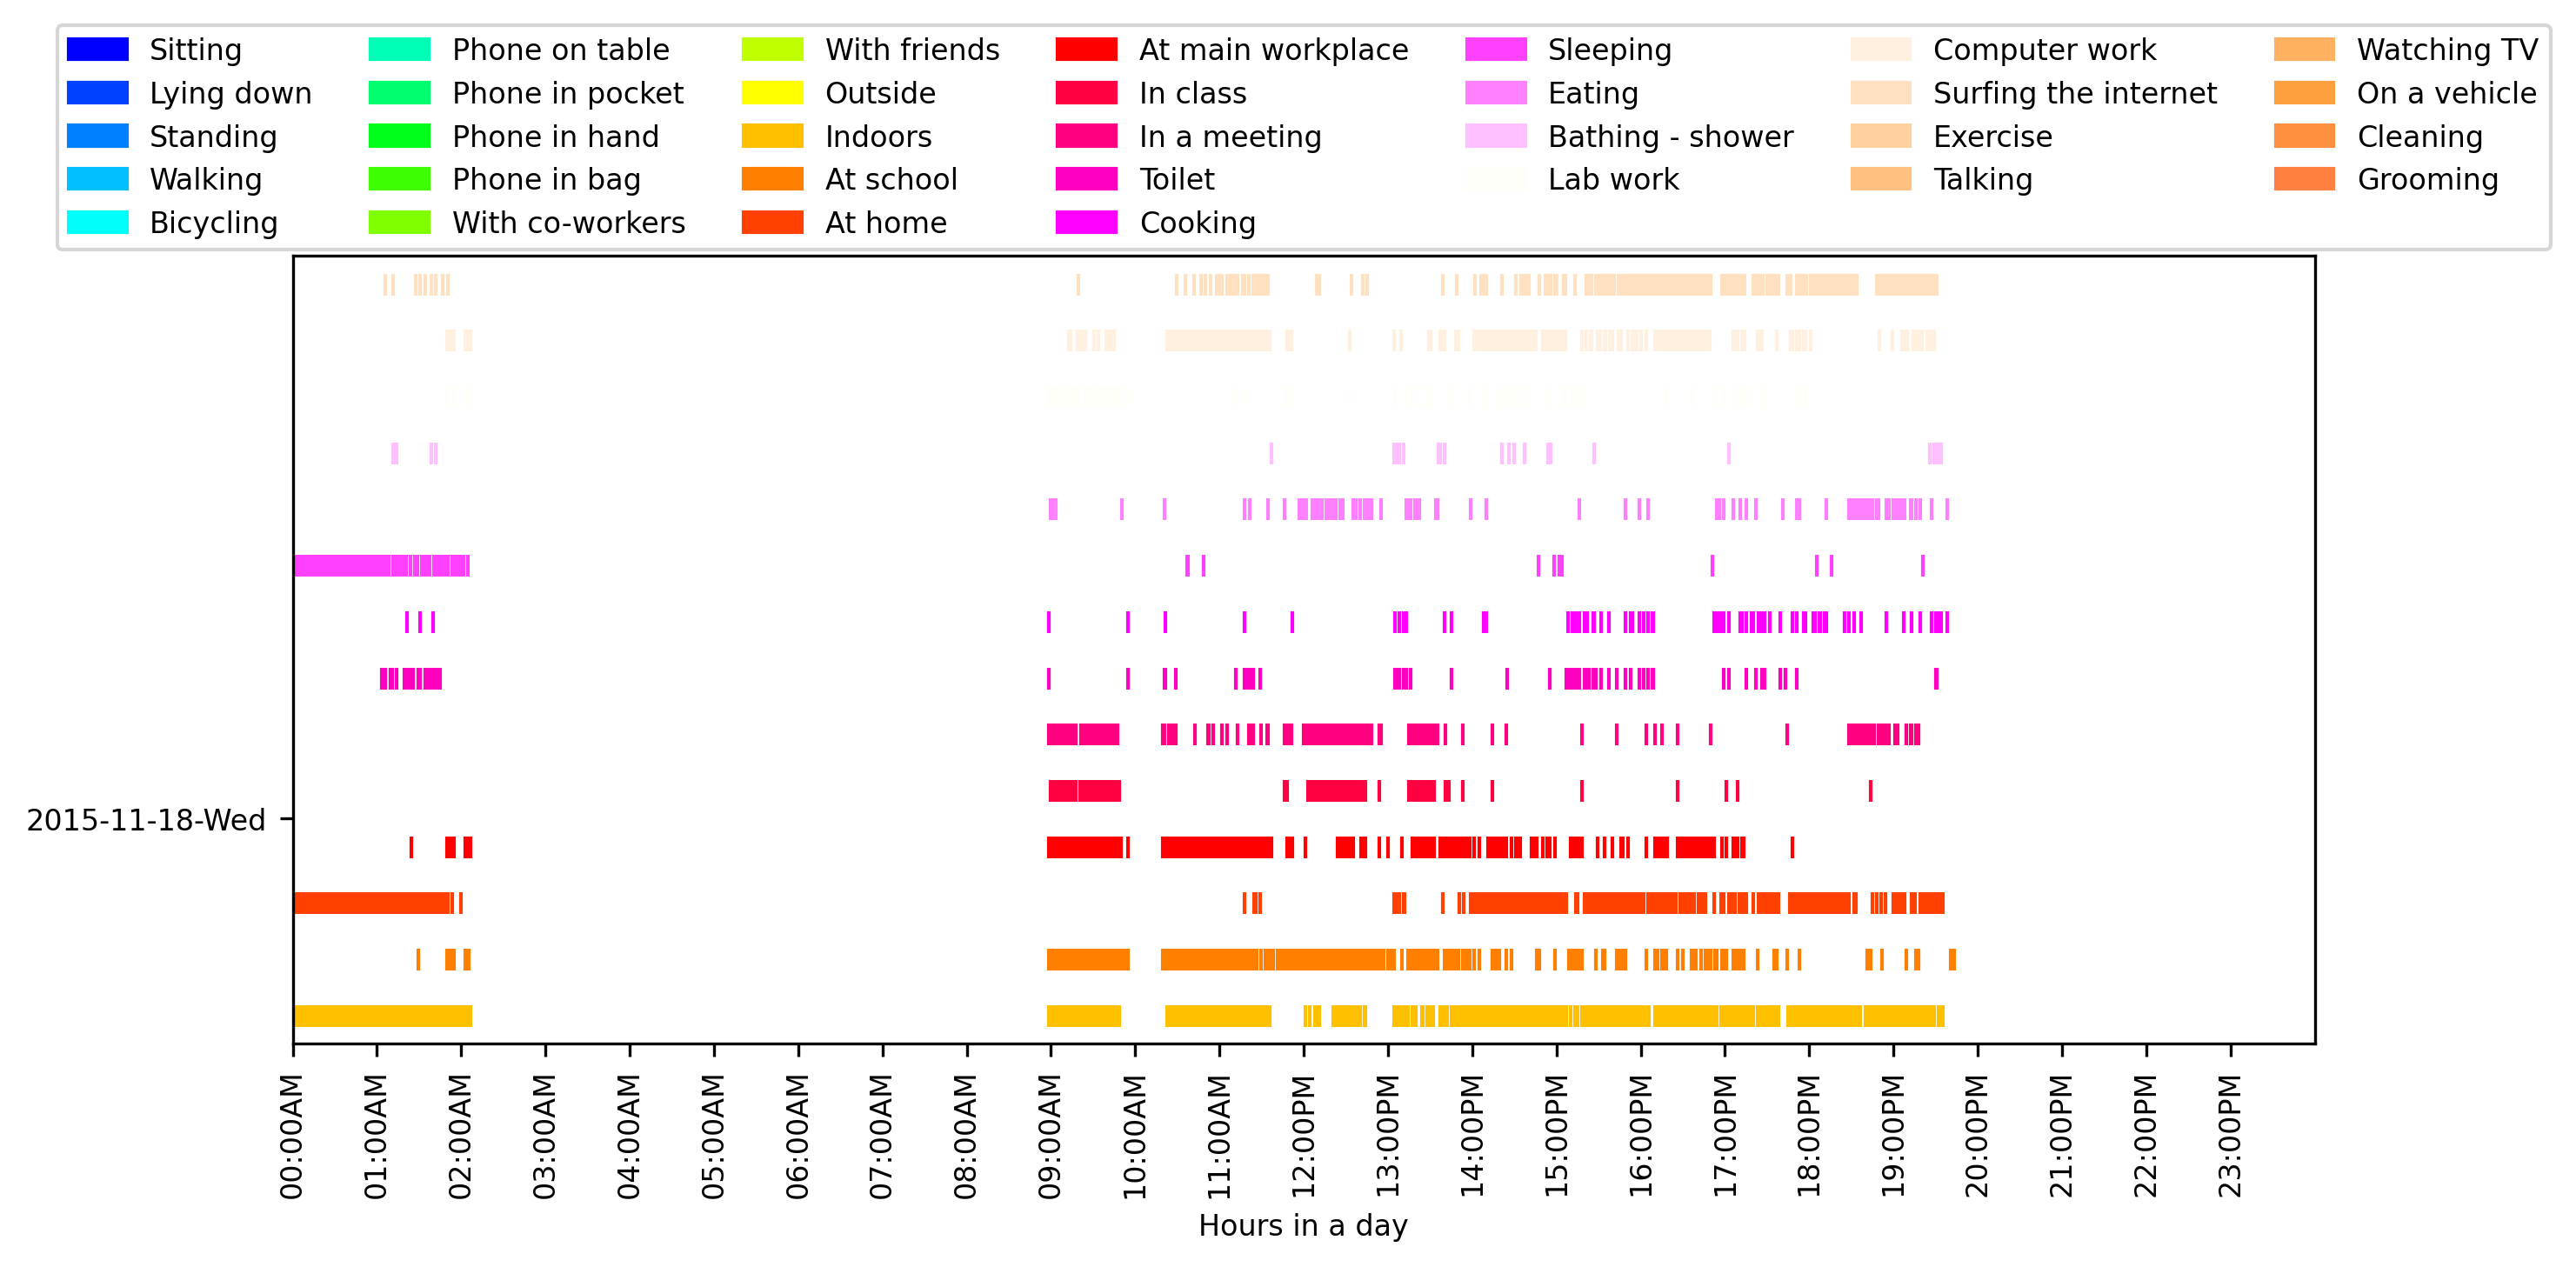 Sitting
Lying down
Standing
Walking
Bicycling
Phone on table
Phone in pocket
Phone in hand
Phone in bag
With co-workers
With friends
Outside
Indoors
At school
At home
At main workplace
In class
In a meeting
Toilet
Cooking
Sleeping
Eating
Bathing - shower
Lab work
Computer work
Surfing the internet
Exercise
Talking
Watching TV
On a vehicle
Cleaning
Grooming
2015-11-18-Wed
00:00AM
01:00AM
02:00AM
03:00AM
04:00AM
05:00AM
06:00AM
07:00AM
08:00AM
09:00AM
10:00AM
11:00AM
12:00PM
13:00PM
14:00PM
15:00PM
16:00PM
17:00PM
18:00PM
19:00PM
20:00PM
21:00PM
22:00PM
23:00PM
Hours in a day